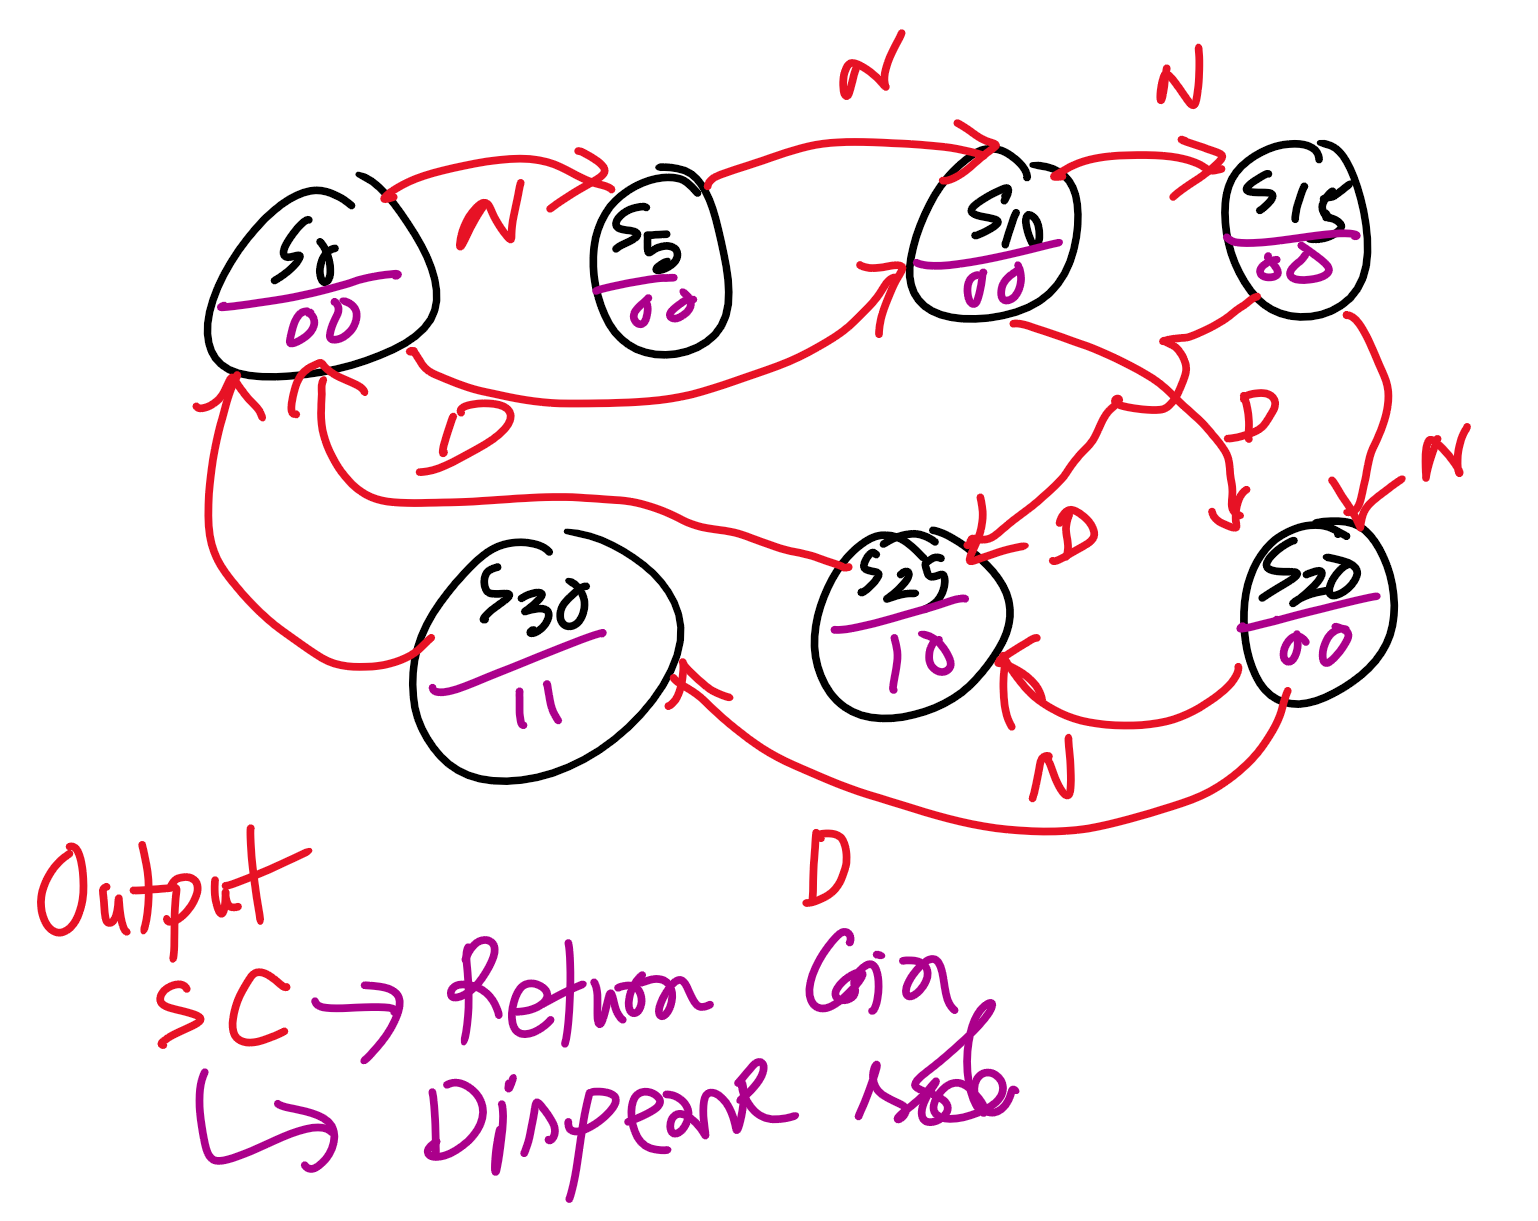 N
N
N
S0
00
S5
00
S10
00
S15
00
D
D
N
D
S30
11
S25
10
S20
00
N
D
Output
SC → Return Coin
Dispense soda